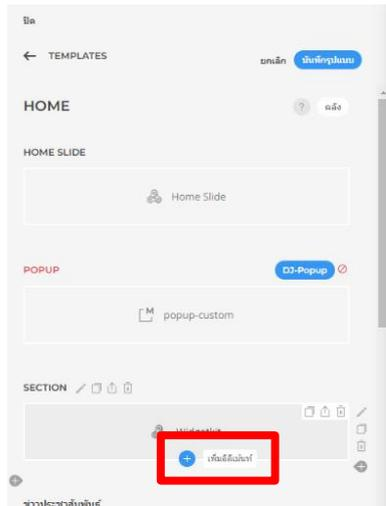 ปิด
TEMPLATES
ยกเลิก
บันทึกรูปแบบ
HOME
?
คลัง
HOME SLIDE
Home Slide
POPUP
DJ-Popup
M
popup-custom
SECTION
Widgetkit
เพิ่มอีลีเม้นท์
ข่าวประชาสัมพันธ์